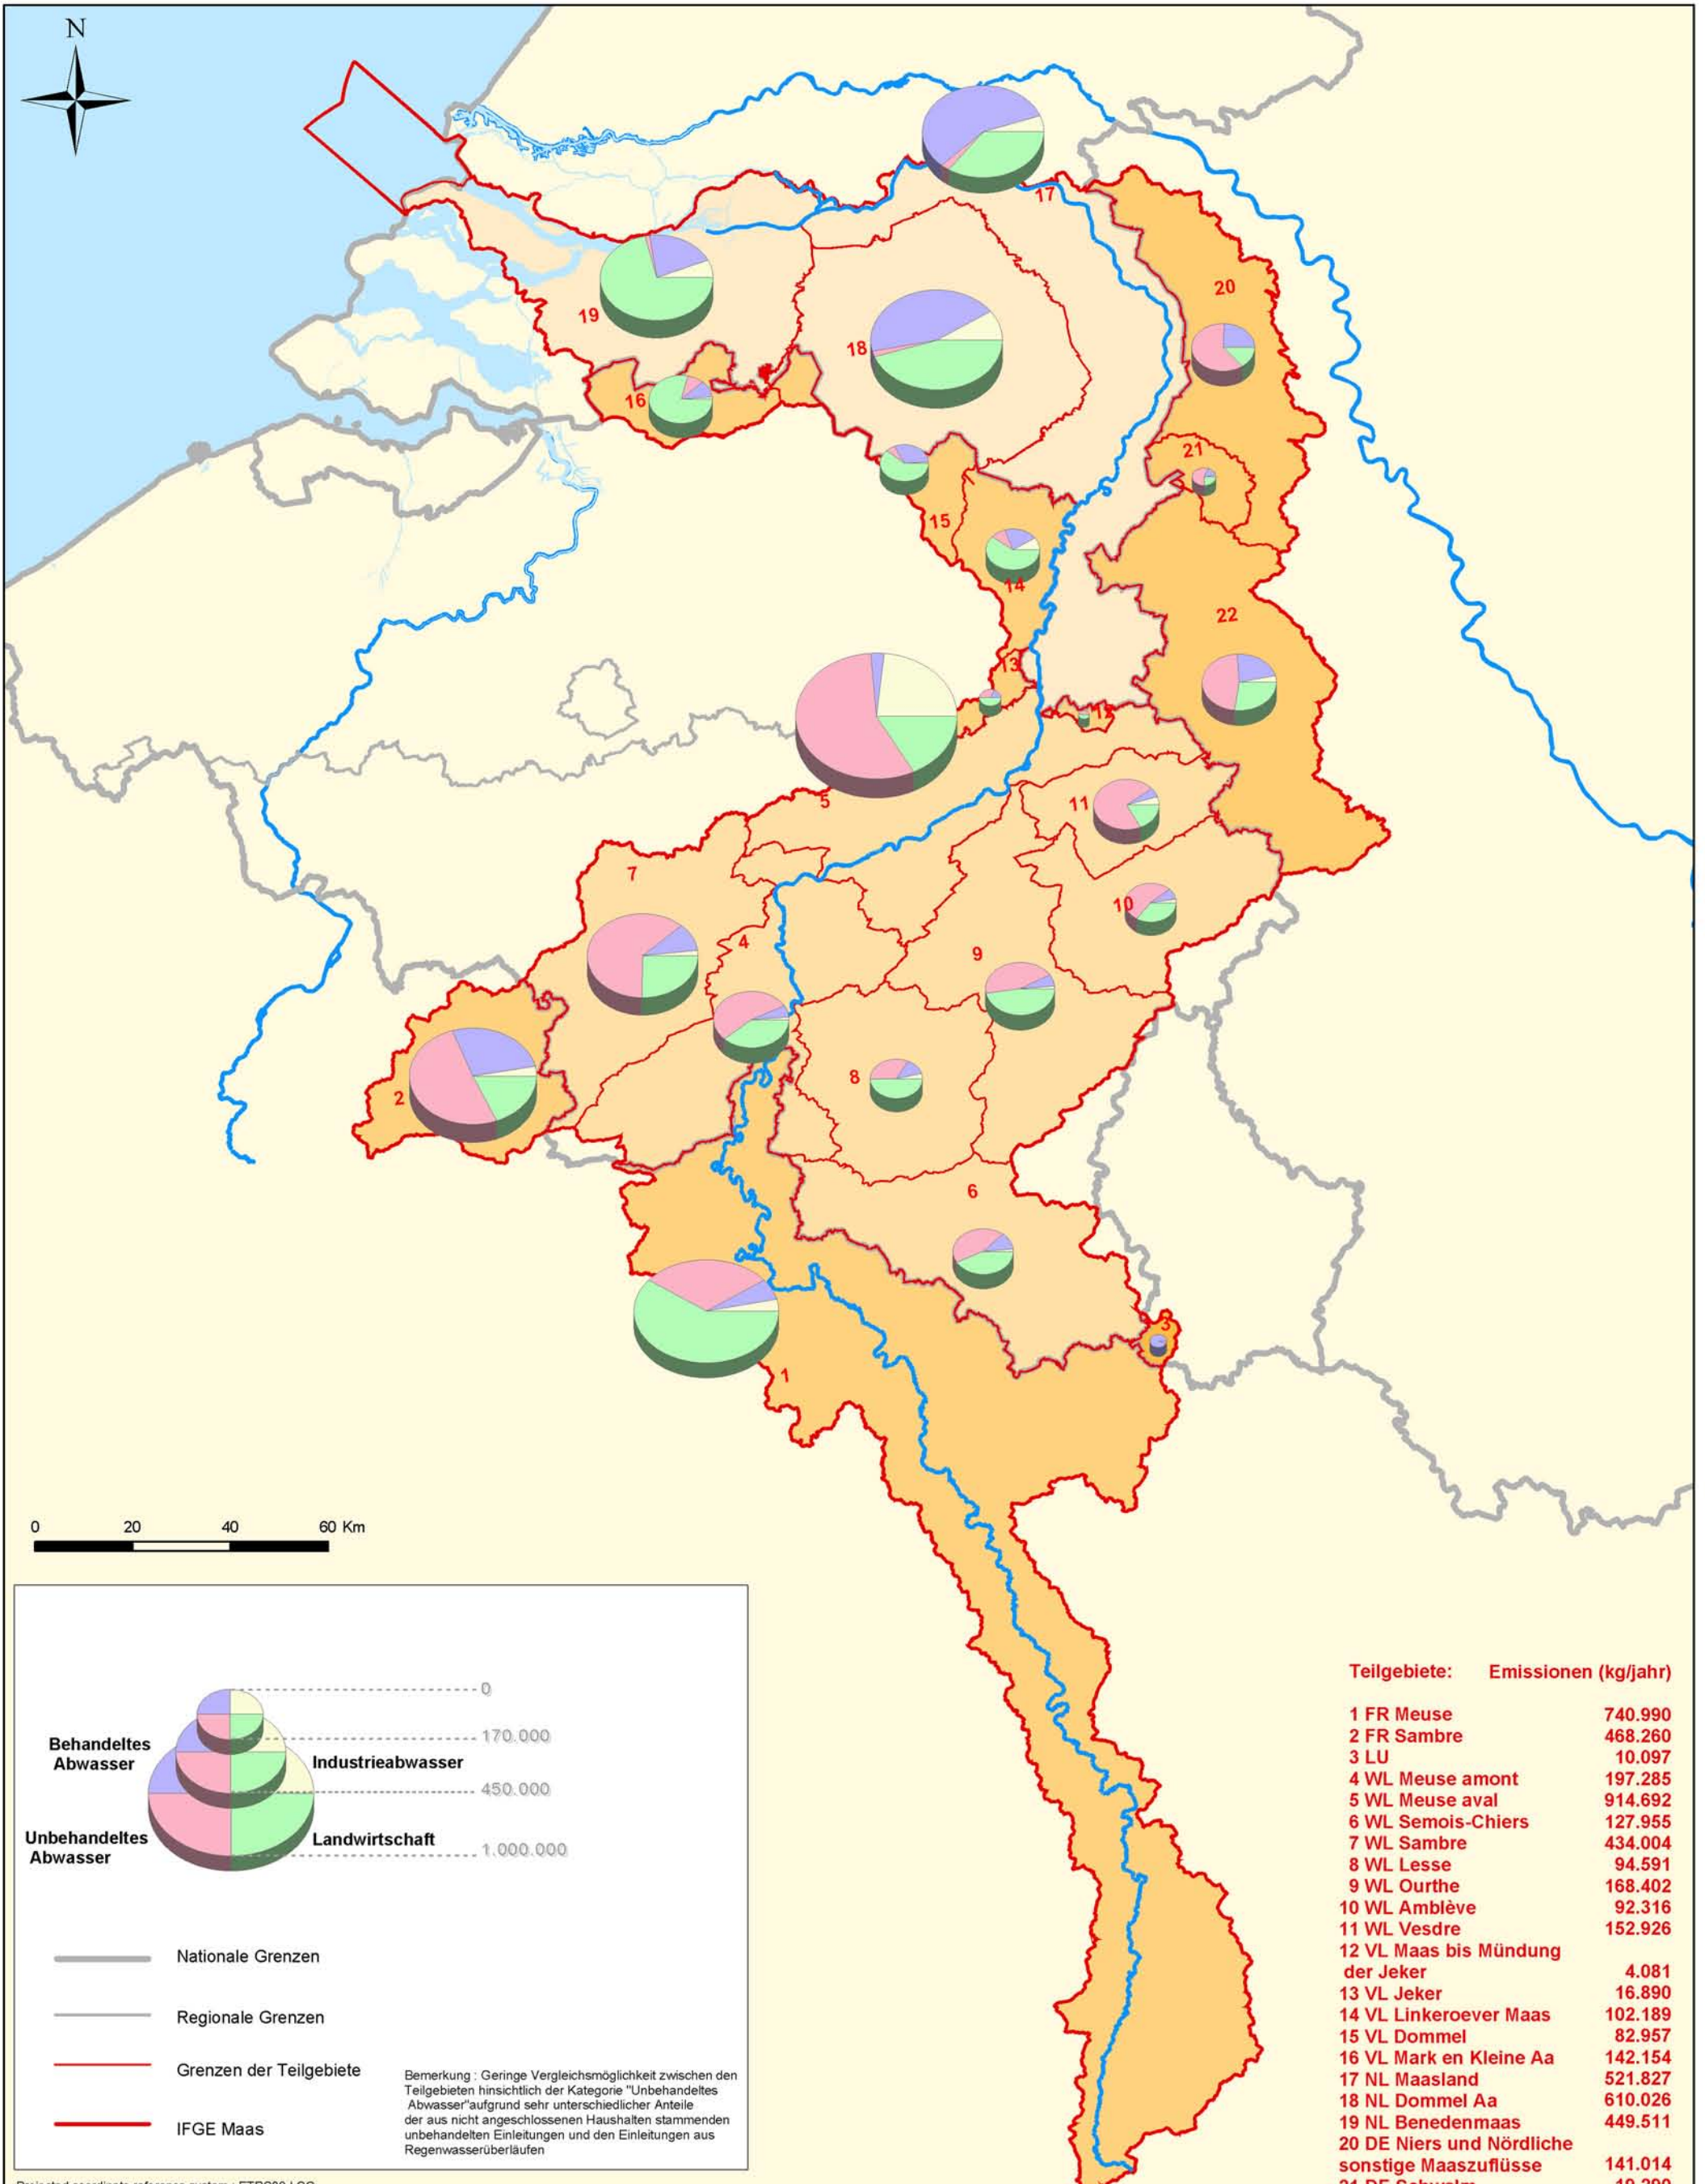 N
17
20
19
18
16
21
15
14
22
13
12
5
11
7
10
4
9
2
8
6
3
1
0 20 40 60 Km
0
Behandeltes
Abwasser
170.000
Industrieabwasser
450.000
Unbehandeltes
Abwasser
Landwirtschaft
1.000.000
Nationale Grenzen
Regionale Grenzen
Grenzen der Teilgebiete
IFGE Maas
Bemerkung : Geringe Vergleichsmöglichkeit zwischen den
Teilgebieten hinsichtlich der Kategorie "Unbehandeltes
Abwasser"aufgrund sehr unterschiedlicher Anteile
der aus nicht angeschlossenen Haushalten stammenden
unbehandelten Einleitungen und den Einleitungen aus
Regenwasserüberläufen
Teilgebiete: Emissionen (kg/jahr)
1 FR Meuse 740.990
2 FR Sambre 468.260
3 LU 10.097
4 WL Meuse amont 197.285
5 WL Meuse aval 914.692
6 WL Semois-Chiers 127.955
7 WL Sambre 434.004
8 WL Lesse 94.591
9 WL Ourthe 168.402
10 WL Amblève 92.316
11 WL Vesdre 152.926
12 VL Maas bis Mündung
der Jeker 4.081
13 VL Jeker 16.890
14 VL Linkeroever Maas 102.189
15 VL Dommel 82.957
16 VL Mark en Kleine Aa 142.154
17 NL Maasland 521.827
18 NL Dommel Aa 610.026
19 NL Benedenmaas 449.511
20 DE Niers und Nördliche
sonstige Maaszuflüsse 141.014